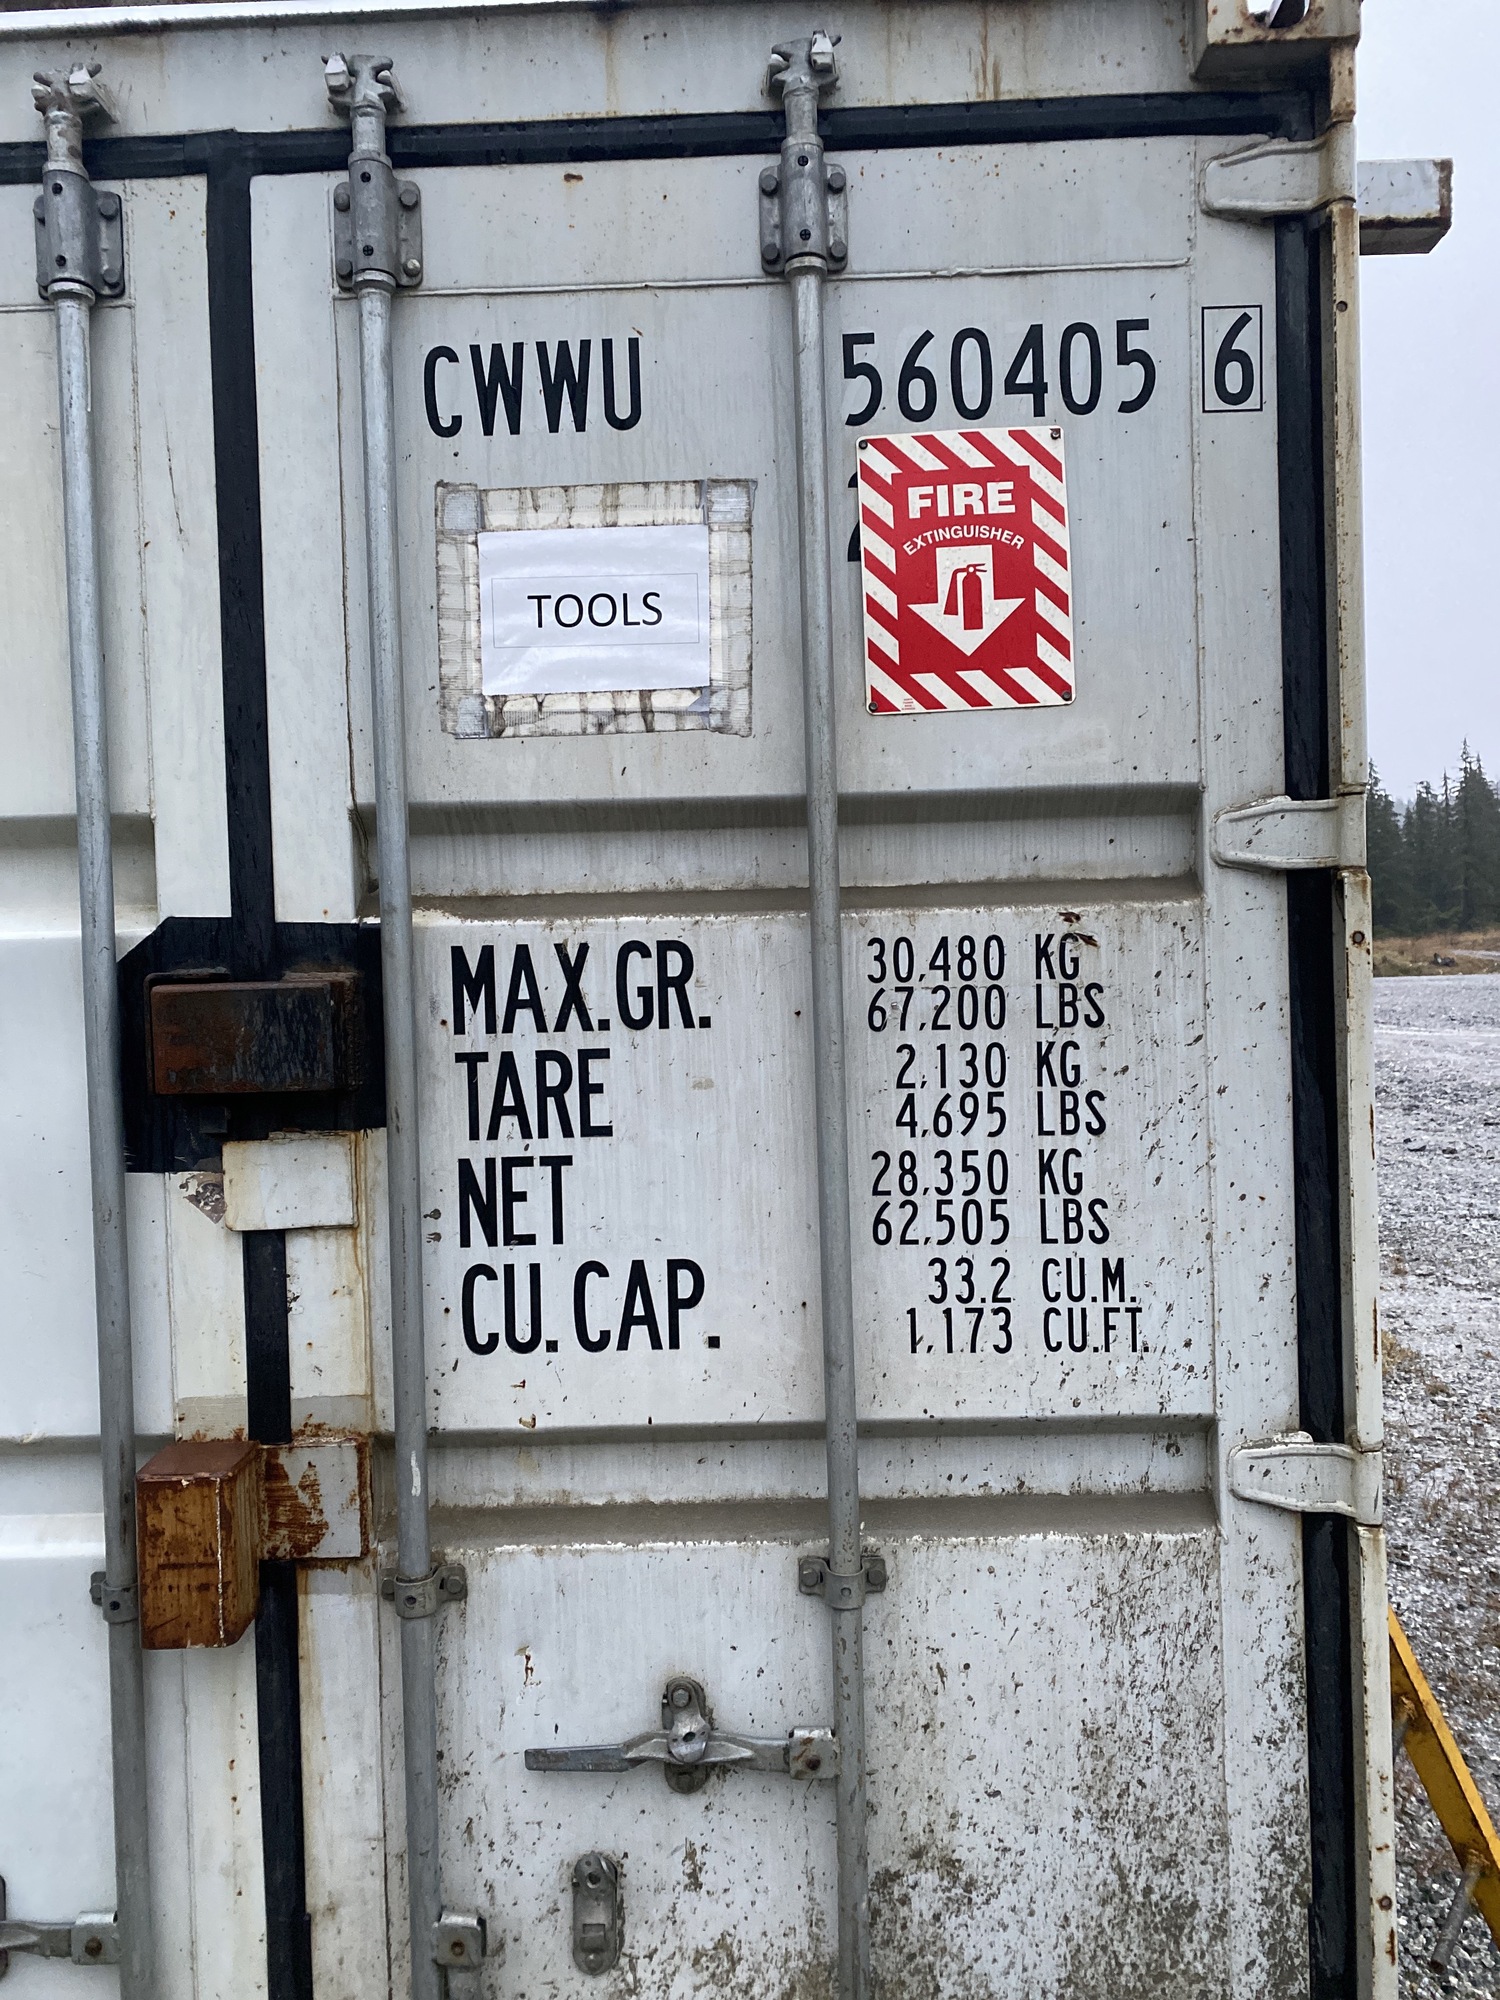 CWWU 560405 6
FIRE
EXTINGUISHER
TOOLS
MAX.GR. 30,480 KG
67,200 LBS
TARE 2,130 KG
4,695 LBS
NET 28,350 KG
62,505 LBS
CU.CAP. 33.2 CU.M.
1,173 CU.FT.